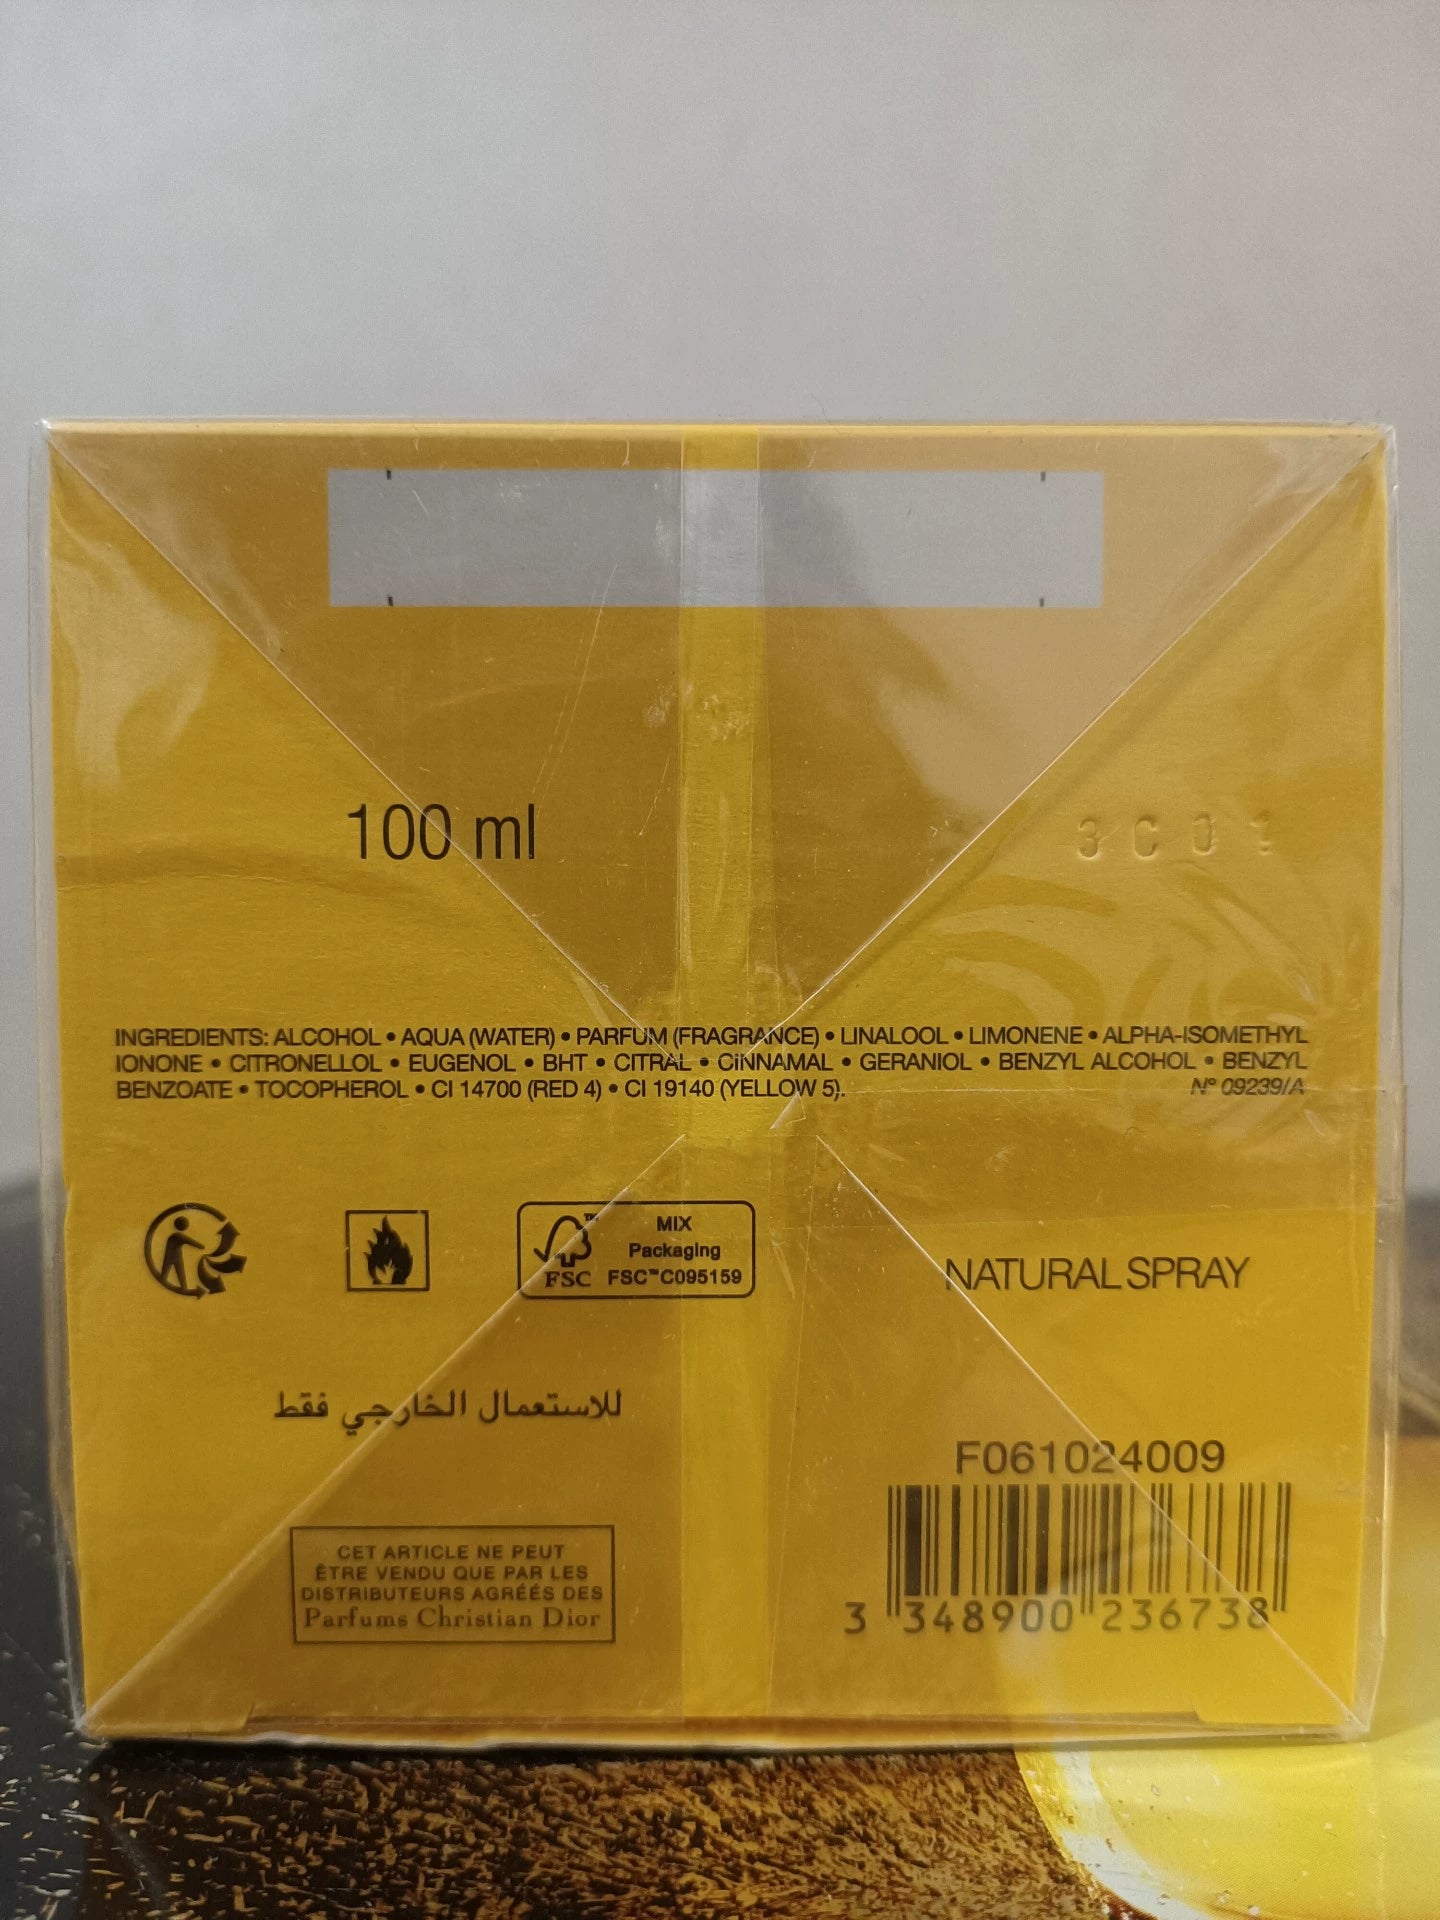 100 ml
3C01
INGREDIENTS: ALCOHOL • AQUA (WATER) • PARFUM (FRAGRANCE) • LINALOOL • LIMONENE • ALPHA-ISOMETHYL
IONONE • CITRONELLOL • EUGENOL • BHT • CITRAL • CINNAMAL • GERANIOL • BENZYL ALCOHOL • BENZYL
BENZOATE • TOCOPHEROL • CI 14700 (RED 4) • CI 19140 (YELLOW 5). N° 09239/A
MIX
Packaging
FSC FSC™C095159
NATURAL SPRAY
للاستعمال الخارجي فقط
F061024009
CET ARTICLE NE PEUT
ÊTRE VENDU QUE PAR LES
DISTRIBUTEURS AGRÉÉS DES
Parfums Christian Dior
3 348900 236738